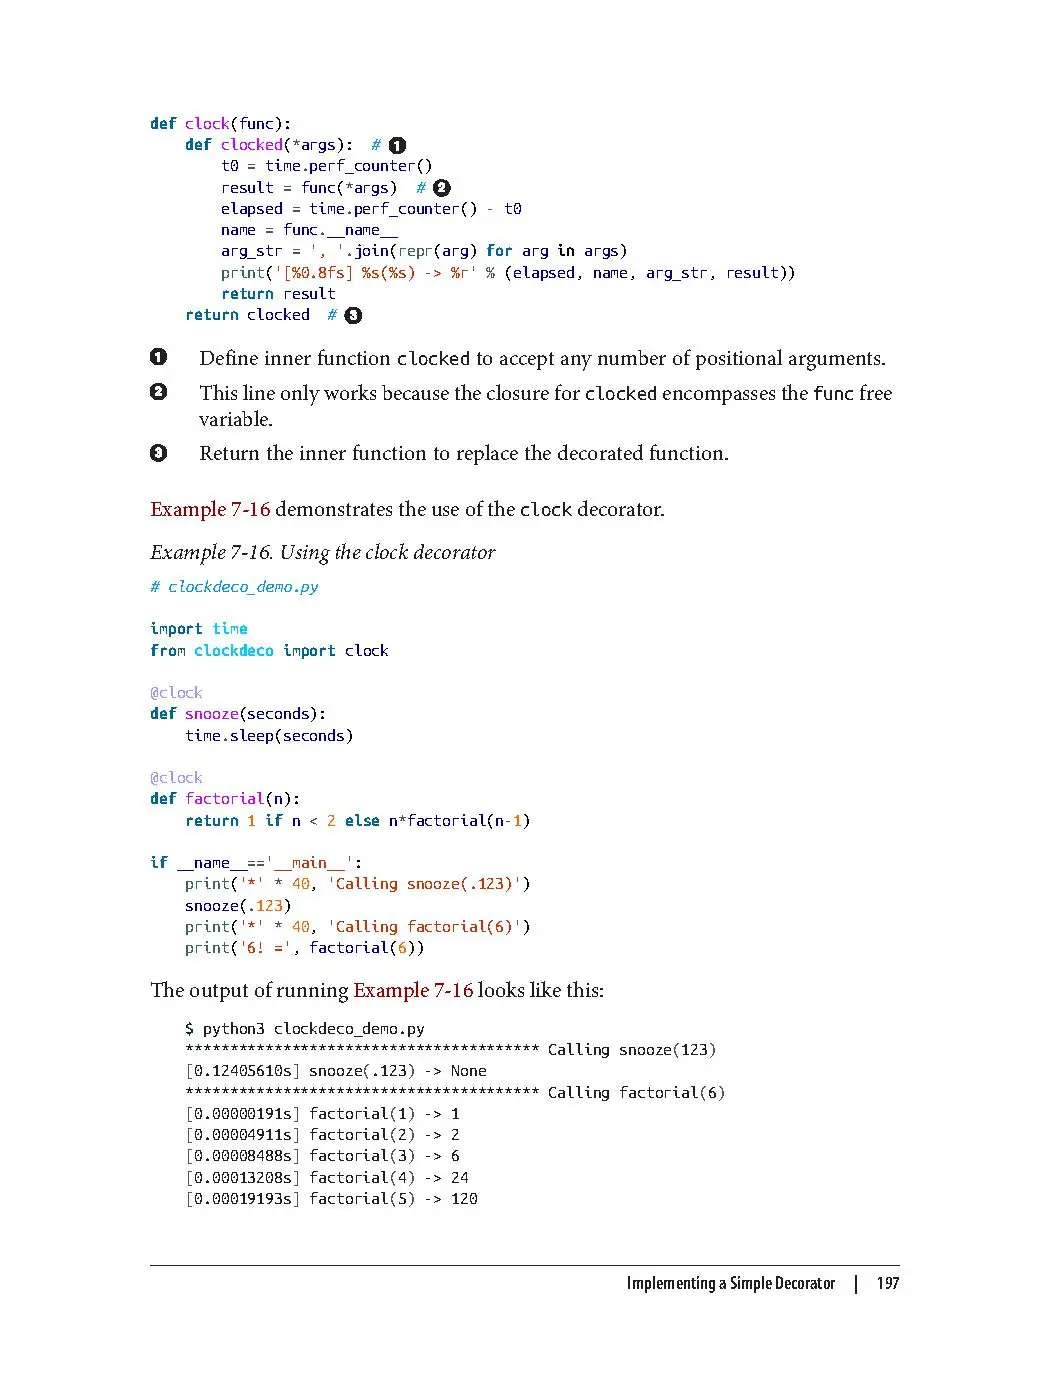 def clock(func):
    def clocked(*args):  # ❶
        t0 = time.perf_counter()
        result = func(*args)  # ❷
        elapsed = time.perf_counter() - t0
        name = func.__name__
        arg_str = ', '.join(repr(arg) for arg in args)
        print('[%0.8fs] %s(%s) -> %r' % (elapsed, name, arg_str, result))
        return result
    return clocked  # ❸
❶ Define inner function clocked to accept any number of positional arguments.
❷ This line only works because the closure for clocked encompasses the func free
variable.
❸ Return the inner function to replace the decorated function.
Example 7-16 demonstrates the use of the clock decorator.
Example 7-16. Using the clock decorator
# clockdeco_demo.py
import time
from clockdeco import clock
@clock
def snooze(seconds):
    time.sleep(seconds)
@clock
def factorial(n):
    return 1 if n < 2 else n*factorial(n-1)
if __name__=='__main__':
    print('*' * 40, 'Calling snooze(.123)')
    snooze(.123)
    print('*' * 40, 'Calling factorial(6)')
    print('6! =', factorial(6))
The output of running Example 7-16 looks like this:
$ python3 clockdeco_demo.py
**************************************** Calling snooze(123)
[0.12405610s] snooze(.123) -> None
**************************************** Calling factorial(6)
[0.00000191s] factorial(1) -> 1
[0.00004911s] factorial(2) -> 2
[0.00008488s] factorial(3) -> 6
[0.00013208s] factorial(4) -> 24
[0.00019193s] factorial(5) -> 120
Implementing a Simple Decorator | 197